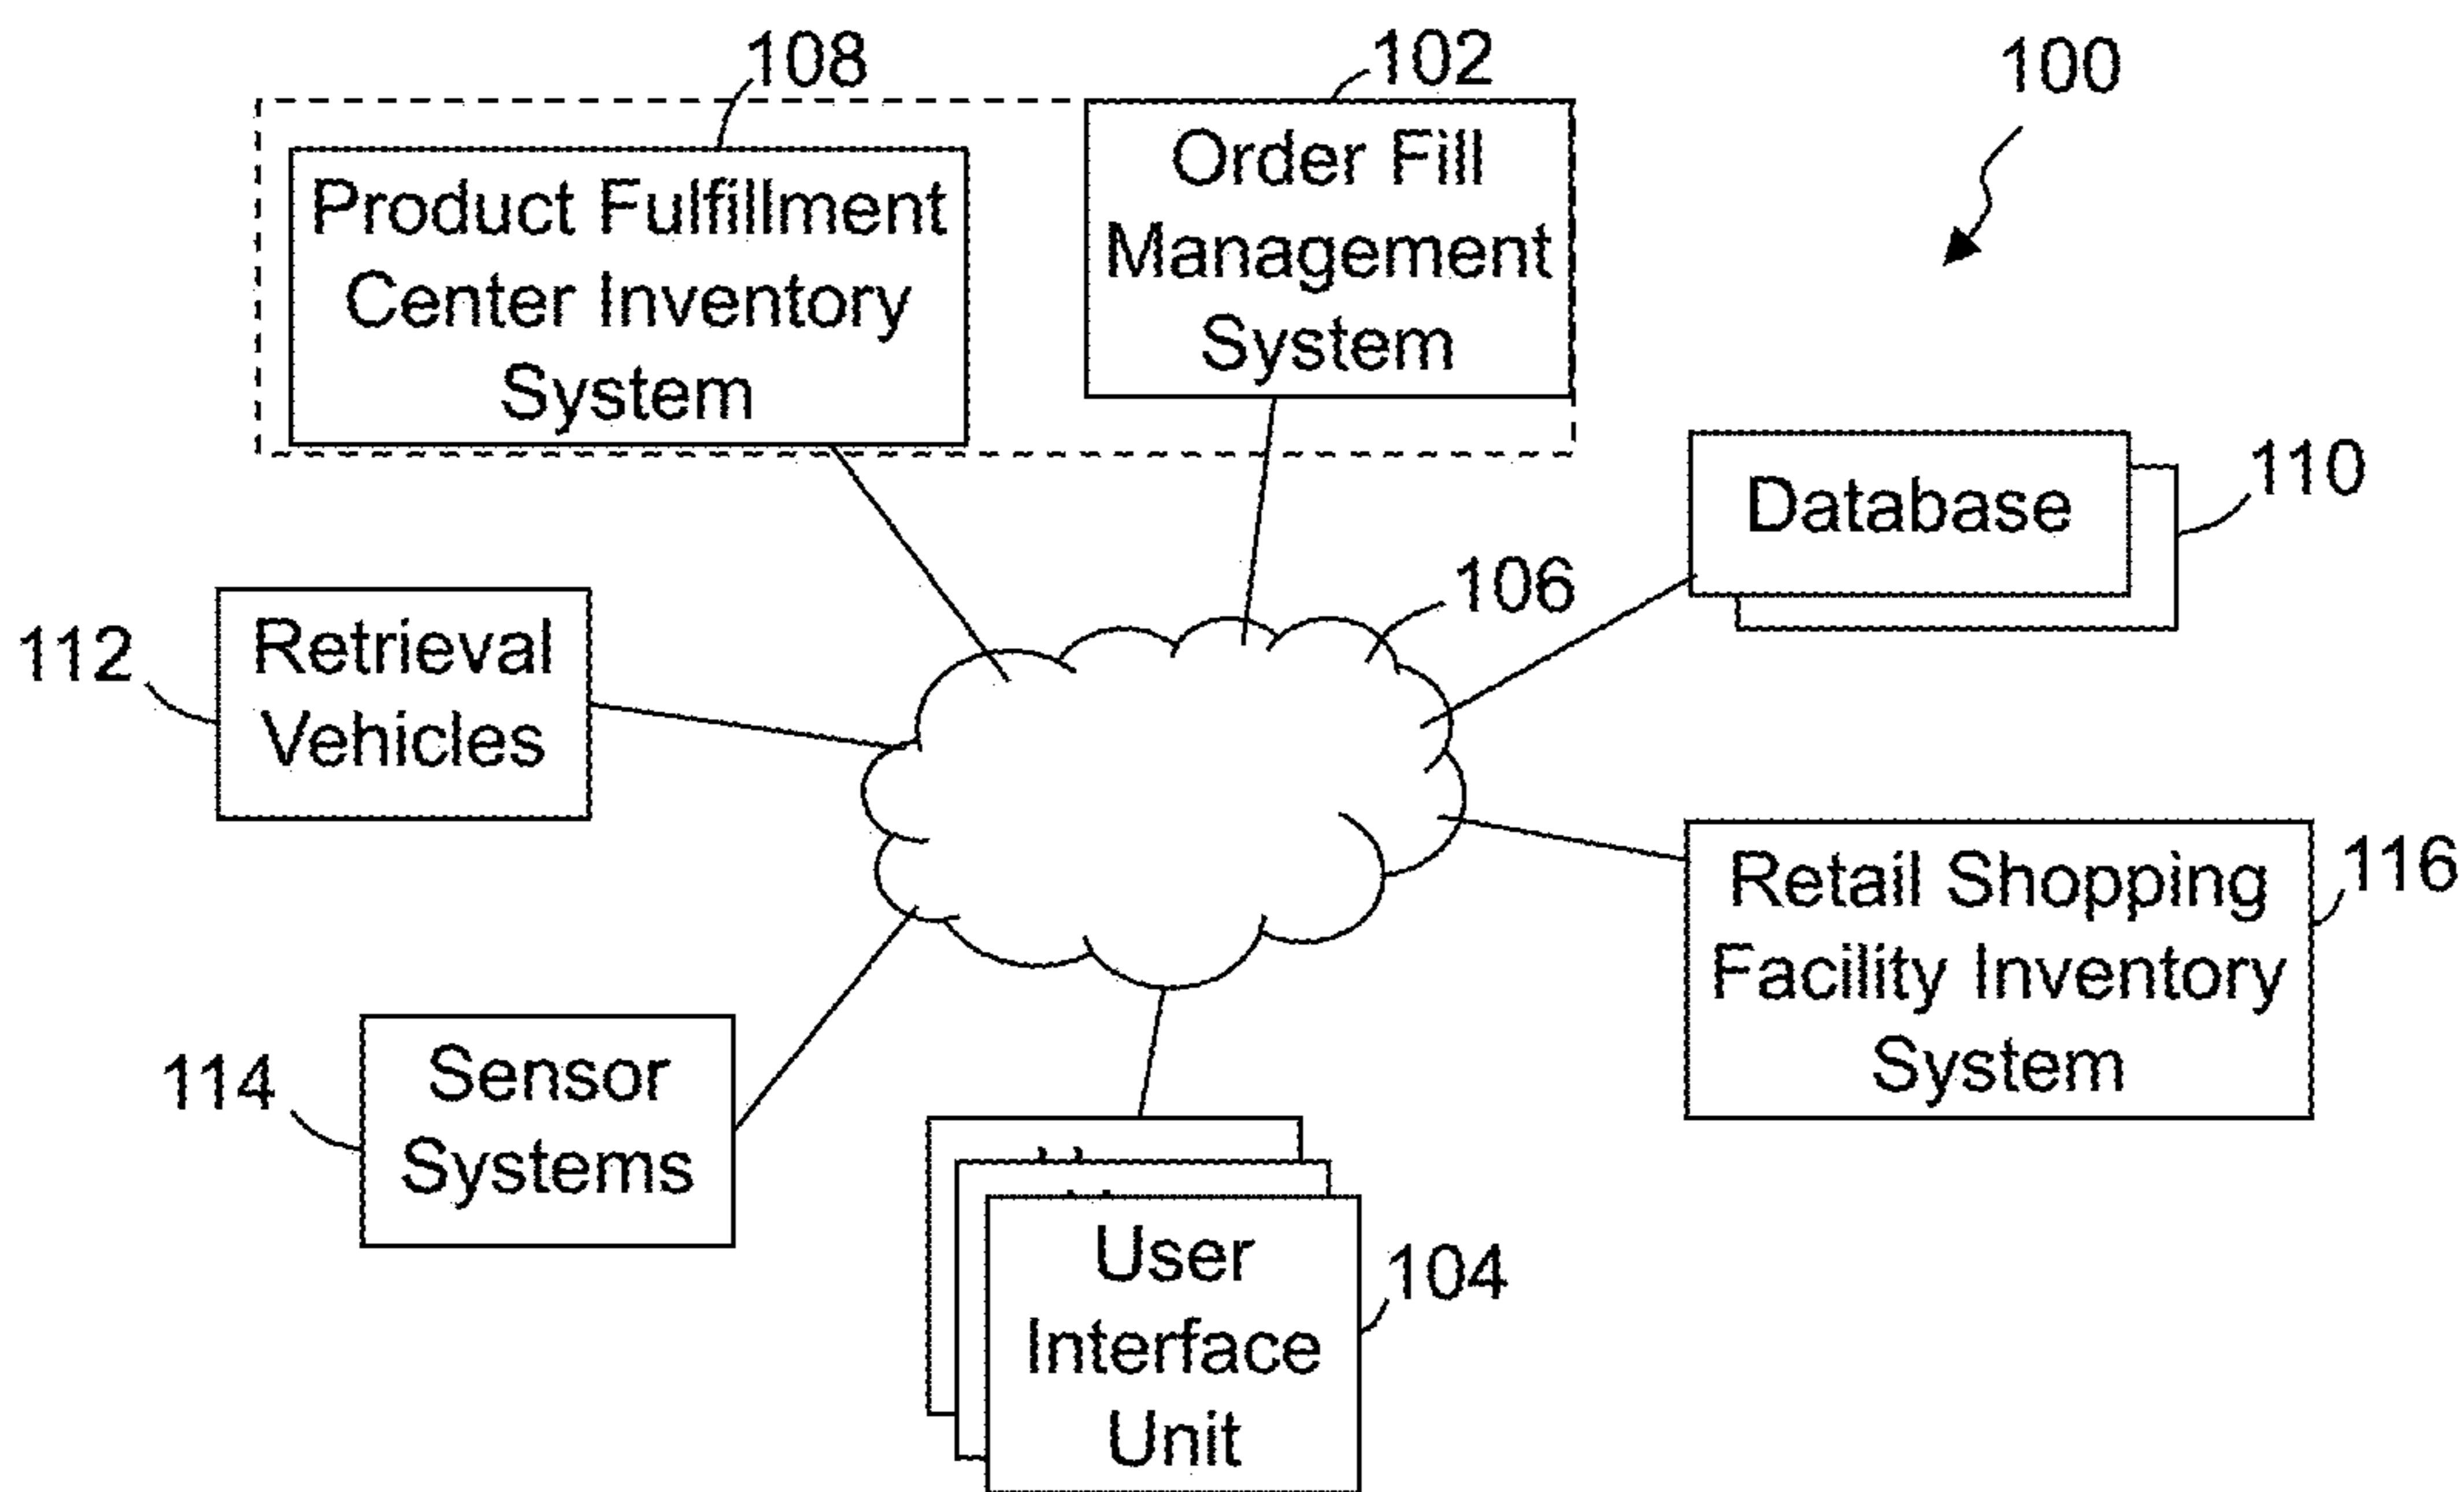 108
102
100
Product Fulfillment
Center Inventory
System
Order Fill
Management
System
Database
110
106
112
Retrieval
Vehicles
Retail Shopping
Facility Inventory
System
116
114
Sensor
Systems
User
Interface
Unit
104